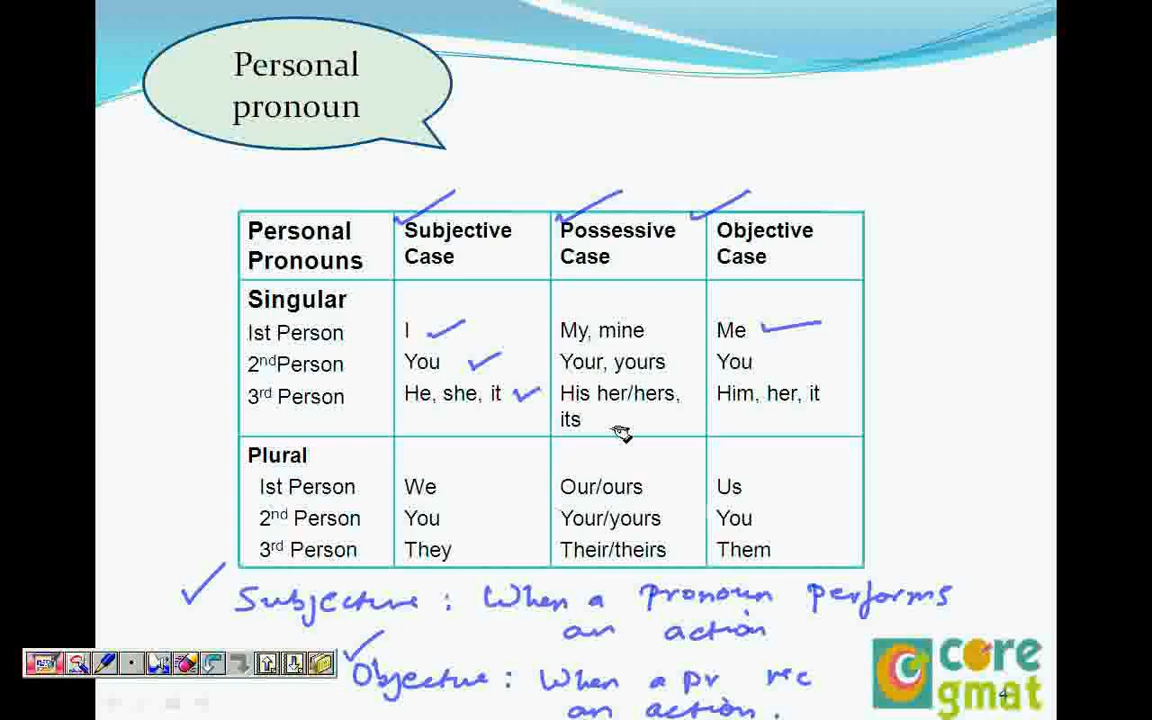 Personal
pronoun
Personal Pronouns Subjective Case Possessive Case Objective Case
Singular
Ist Person I My, mine Me
2nd Person You Your, yours You
3rd Person He, she, it His her/hers, its Him, her, it
Plural
Ist Person We Our/ours Us
2nd Person You Your/yours You
3rd Person They Their/theirs Them
Subjective : When a pronoun performs
an action
Objective : When a pr rec
an action.
core
gmat
4